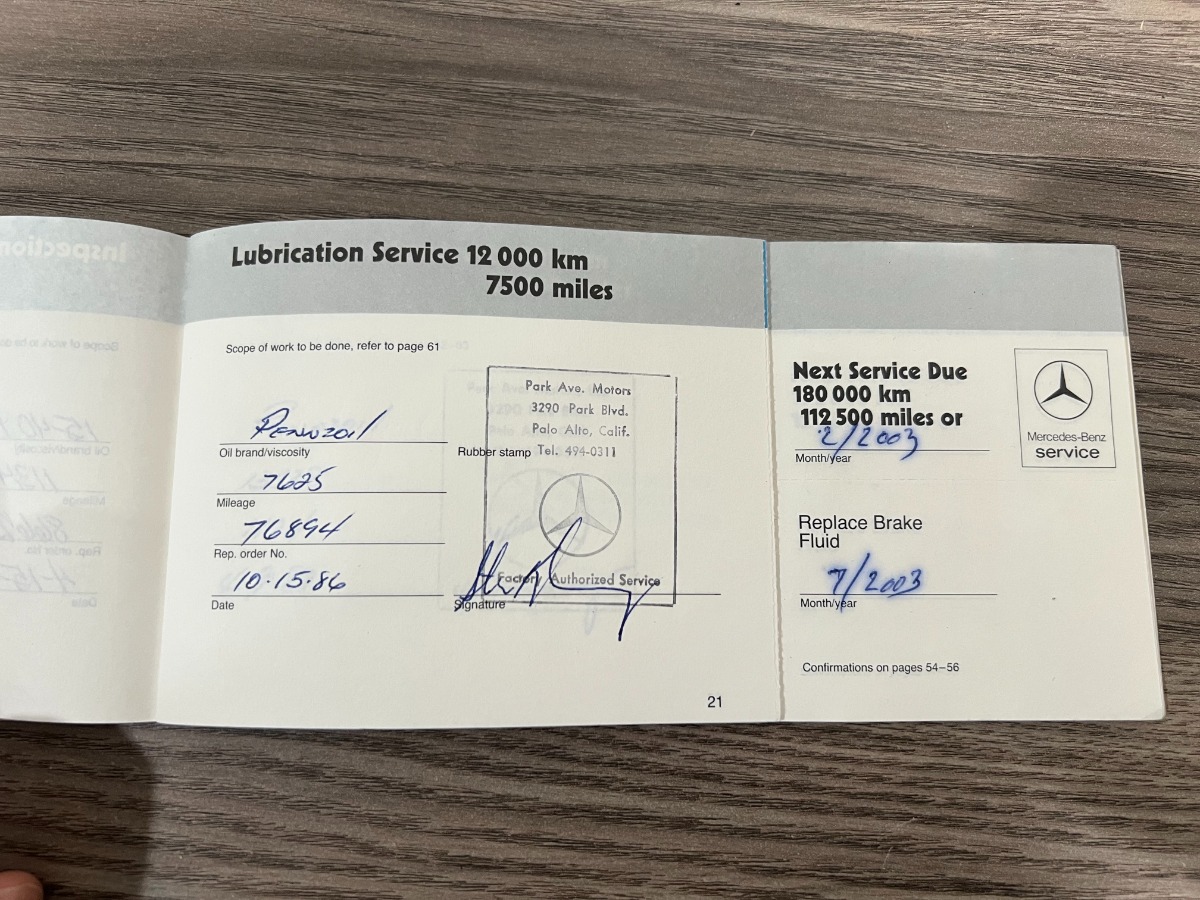 Lubrication Service 12 000 km
7500 miles
Scope of work to be done, refer to page 61
Pennzoil
Oil brand/viscosity
7625
Mileage
76894
Rep. order No.
10·15·86
Date
Park Ave. Motors
3290 Park Blvd.
Palo Alto, Calif.
Rubber stamp Tel. 494-0311
Factory Authorized Service
Signature
21
Next Service Due
180 000 km
112 500 miles or
2/2003
Month/year
Mercedes-Benz
service
Replace Brake
Fluid
7/2003
Month/year
Confirmations on pages 54–56